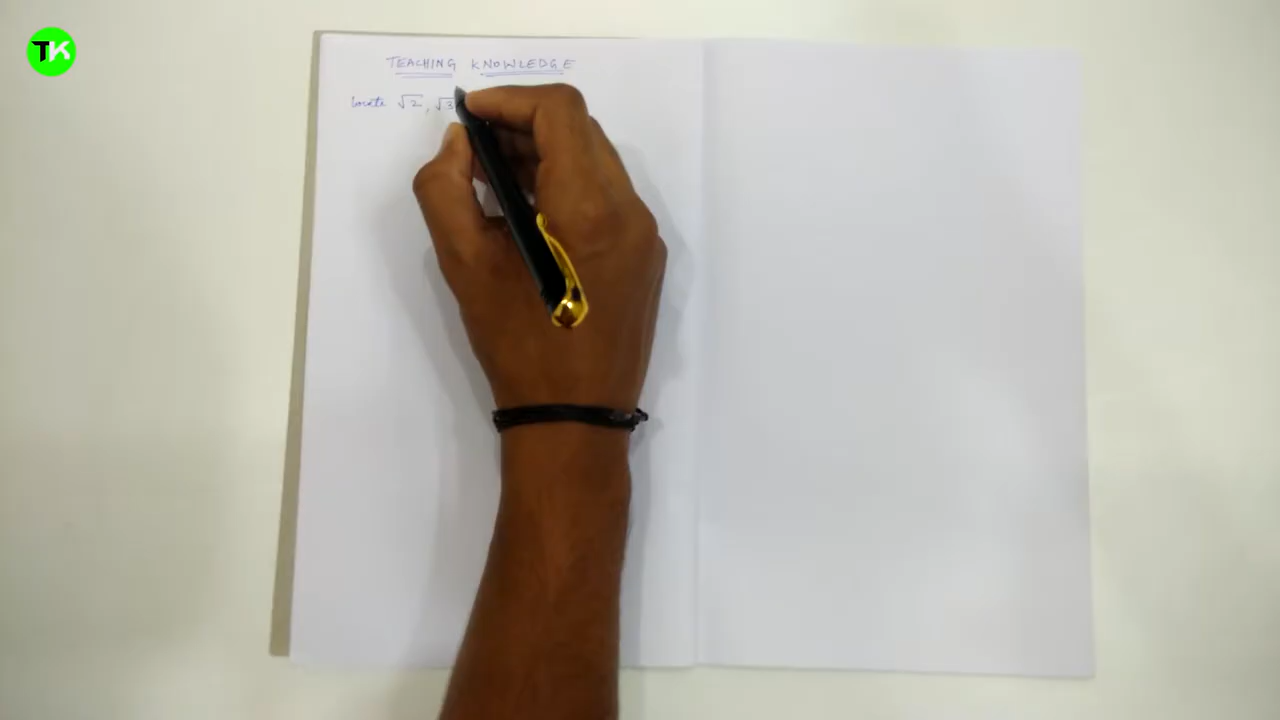 TK
TEACHING KNOWLEDGE
Locate √2, √3